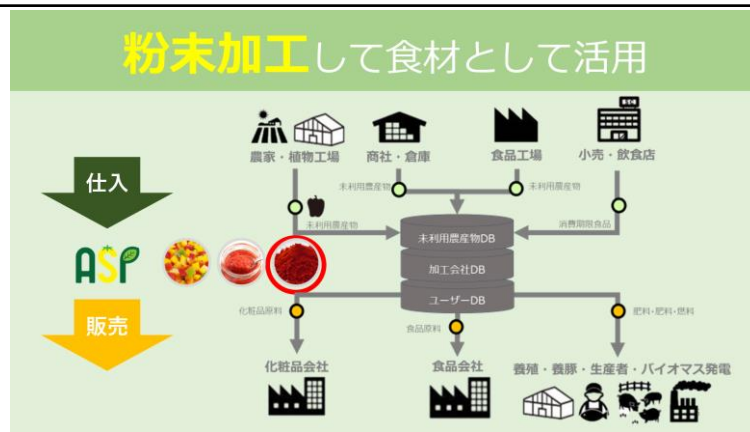 粉末加工して食材として活用
農家・植物工場
商社・倉庫
食品工場
小売・飲食店
仕入
未利用農産物
未利用農産物
未利用農産物
消費期限食品
未利用農産物DB
ASP
加工会社DB
ユーザーDB
化粧品原料
食品原料
肥料・肥料・燃料
販売
化粧品会社
食品会社
養殖・養豚・生産者・バイオマス発電